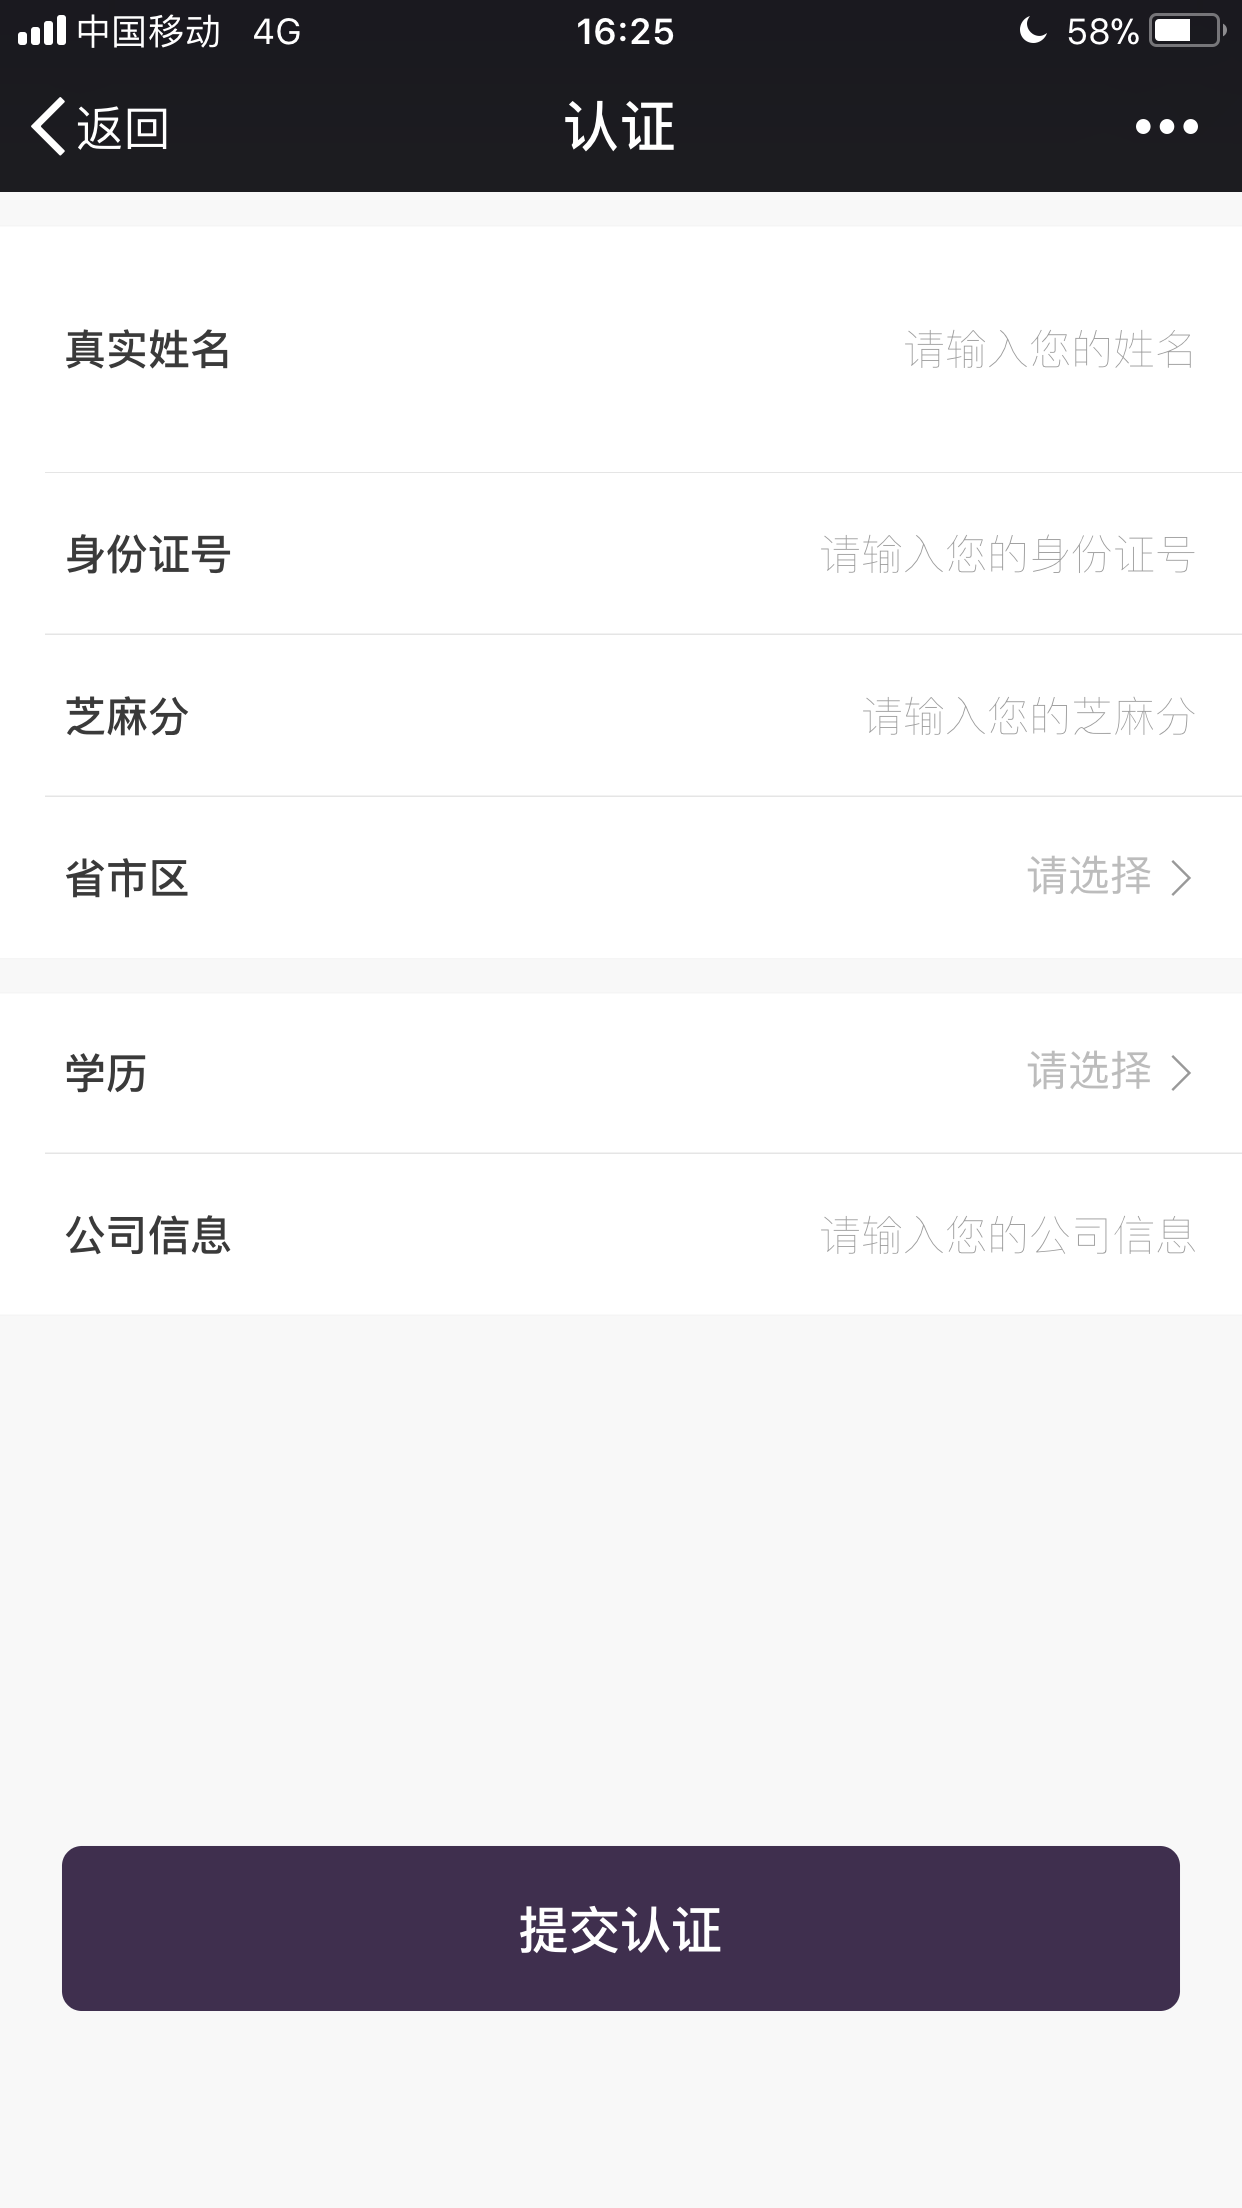 中国移动 4G 16:25 58%
返回 认证
真实姓名 请输入您的姓名
身份证号 请输入您的身份证号
芝麻分 请输入您的芝麻分
省市区 请选择
学历 请选择
公司信息 请输入您的公司信息
提交认证